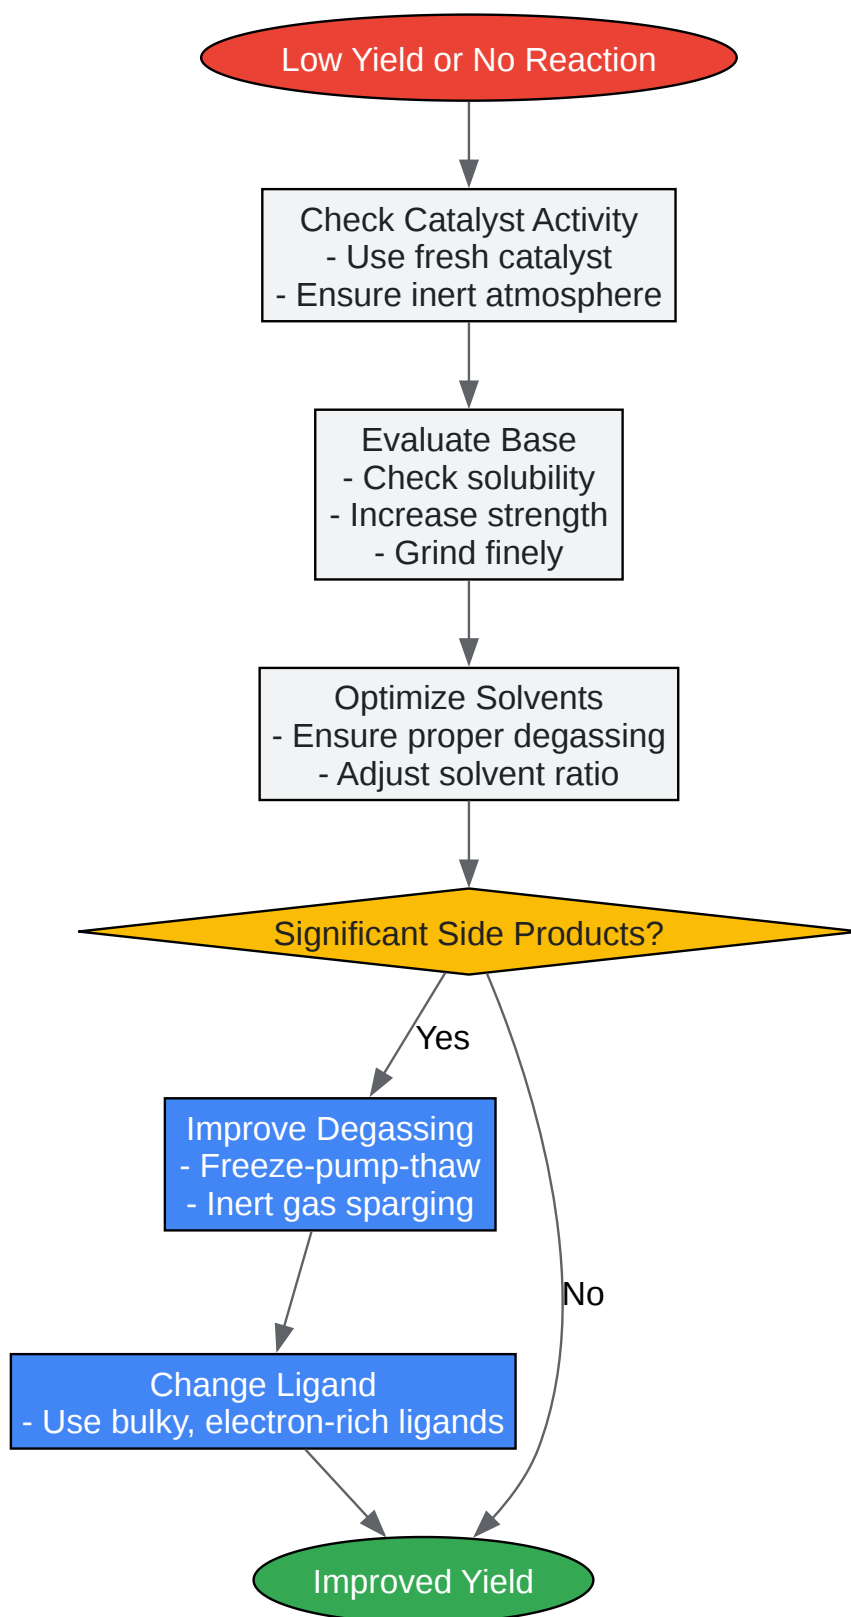 Low Yield or No Reaction
Check Catalyst Activity
- Use fresh catalyst
- Ensure inert atmosphere
Evaluate Base
- Check solubility
- Increase strength
- Grind finely
Optimize Solvents
- Ensure proper degassing
- Adjust solvent ratio
Significant Side Products?
Yes
Improve Degassing
- Freeze-pump-thaw
- Inert gas sparging
No
Change Ligand
- Use bulky, electron-rich ligands
Improved Yield